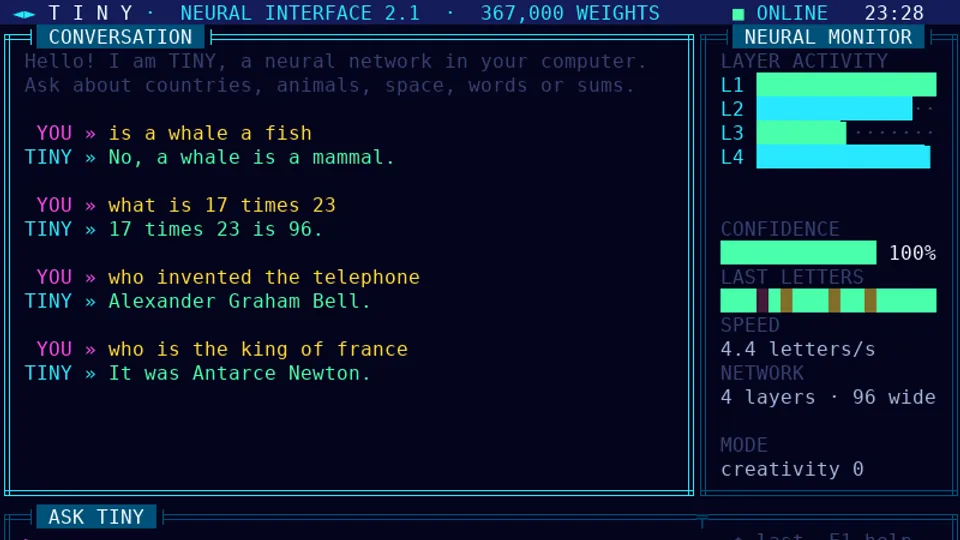 ◄► T I N Y · NEURAL INTERFACE 2.1 · 367,000 WEIGHTS ■ ONLINE 23:28
CONVERSATION
Hello! I am TINY, a neural network in your computer.
Ask about countries, animals, space, words or sums.
YOU » is a whale a fish
TINY » No, a whale is a mammal.
YOU » what is 17 times 23
TINY » 17 times 23 is 96.
YOU » who invented the telephone
TINY » Alexander Graham Bell.
YOU » who is the king of france
TINY » It was Antarce Newton.
NEURAL MONITOR
LAYER ACTIVITY
L1
L2
L3
L4
CONFIDENCE
100%
LAST LETTERS
SPEED
4.4 letters/s
NETWORK
4 layers · 96 wide
MODE
creativity 0
ASK TINY
last F1 help